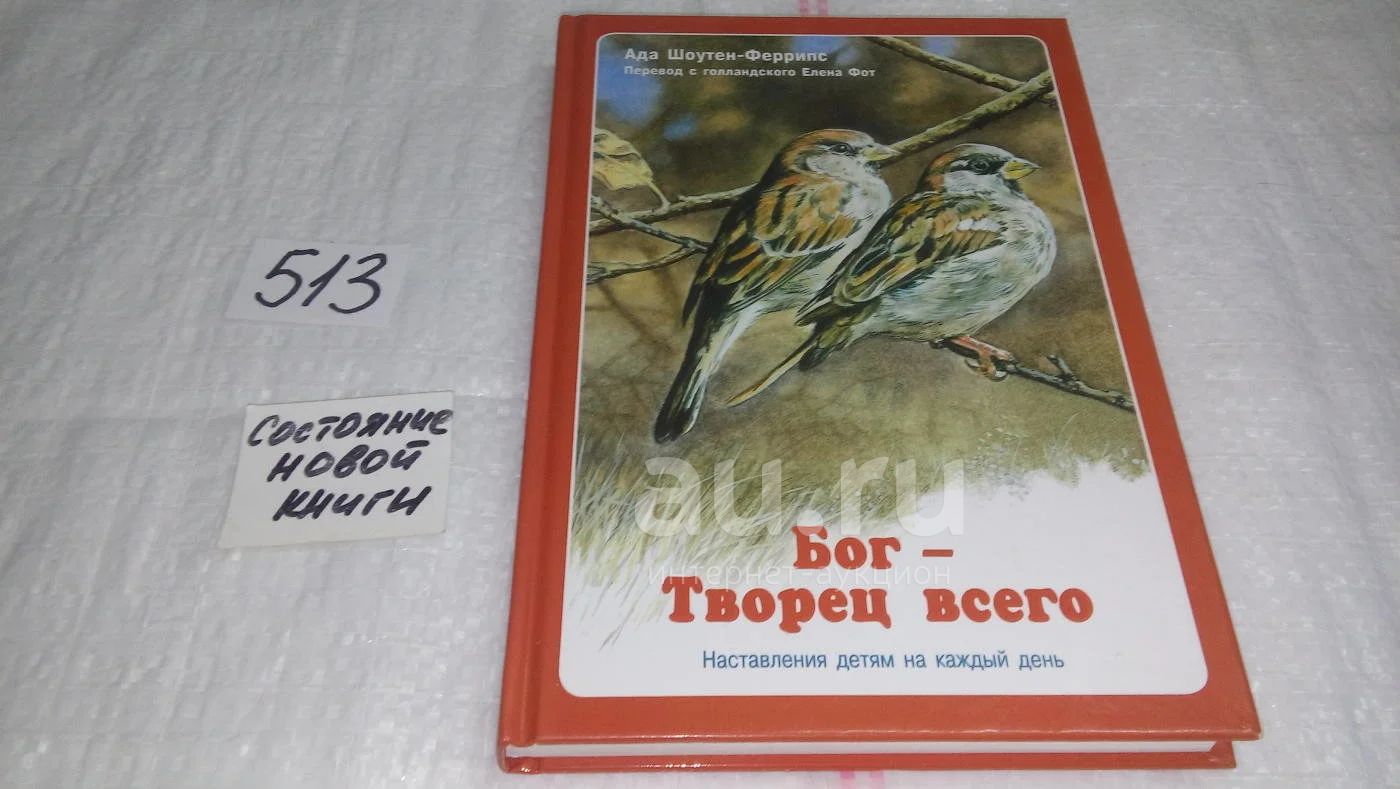 Ада Шоутен-Феррипс
Перевод с голландского Елена Фот
513
Состояние
новой
книги
au.ru
интернет-аукцион
Бог –
Творец всего
Наставления детям на каждый день